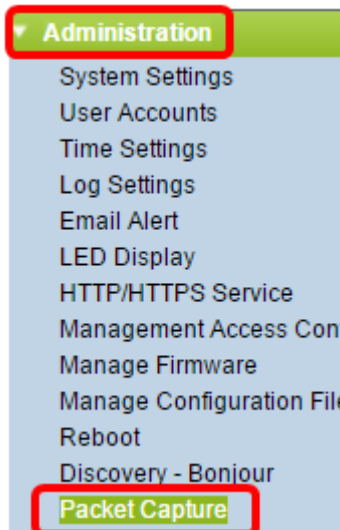 Administration
System Settings
User Accounts
Time Settings
Log Settings
Email Alert
LED Display
HTTP/HTTPS Service
Management Access Con
Manage Firmware
Manage Configuration File
Reboot
Discovery - Bonjour
Packet Capture